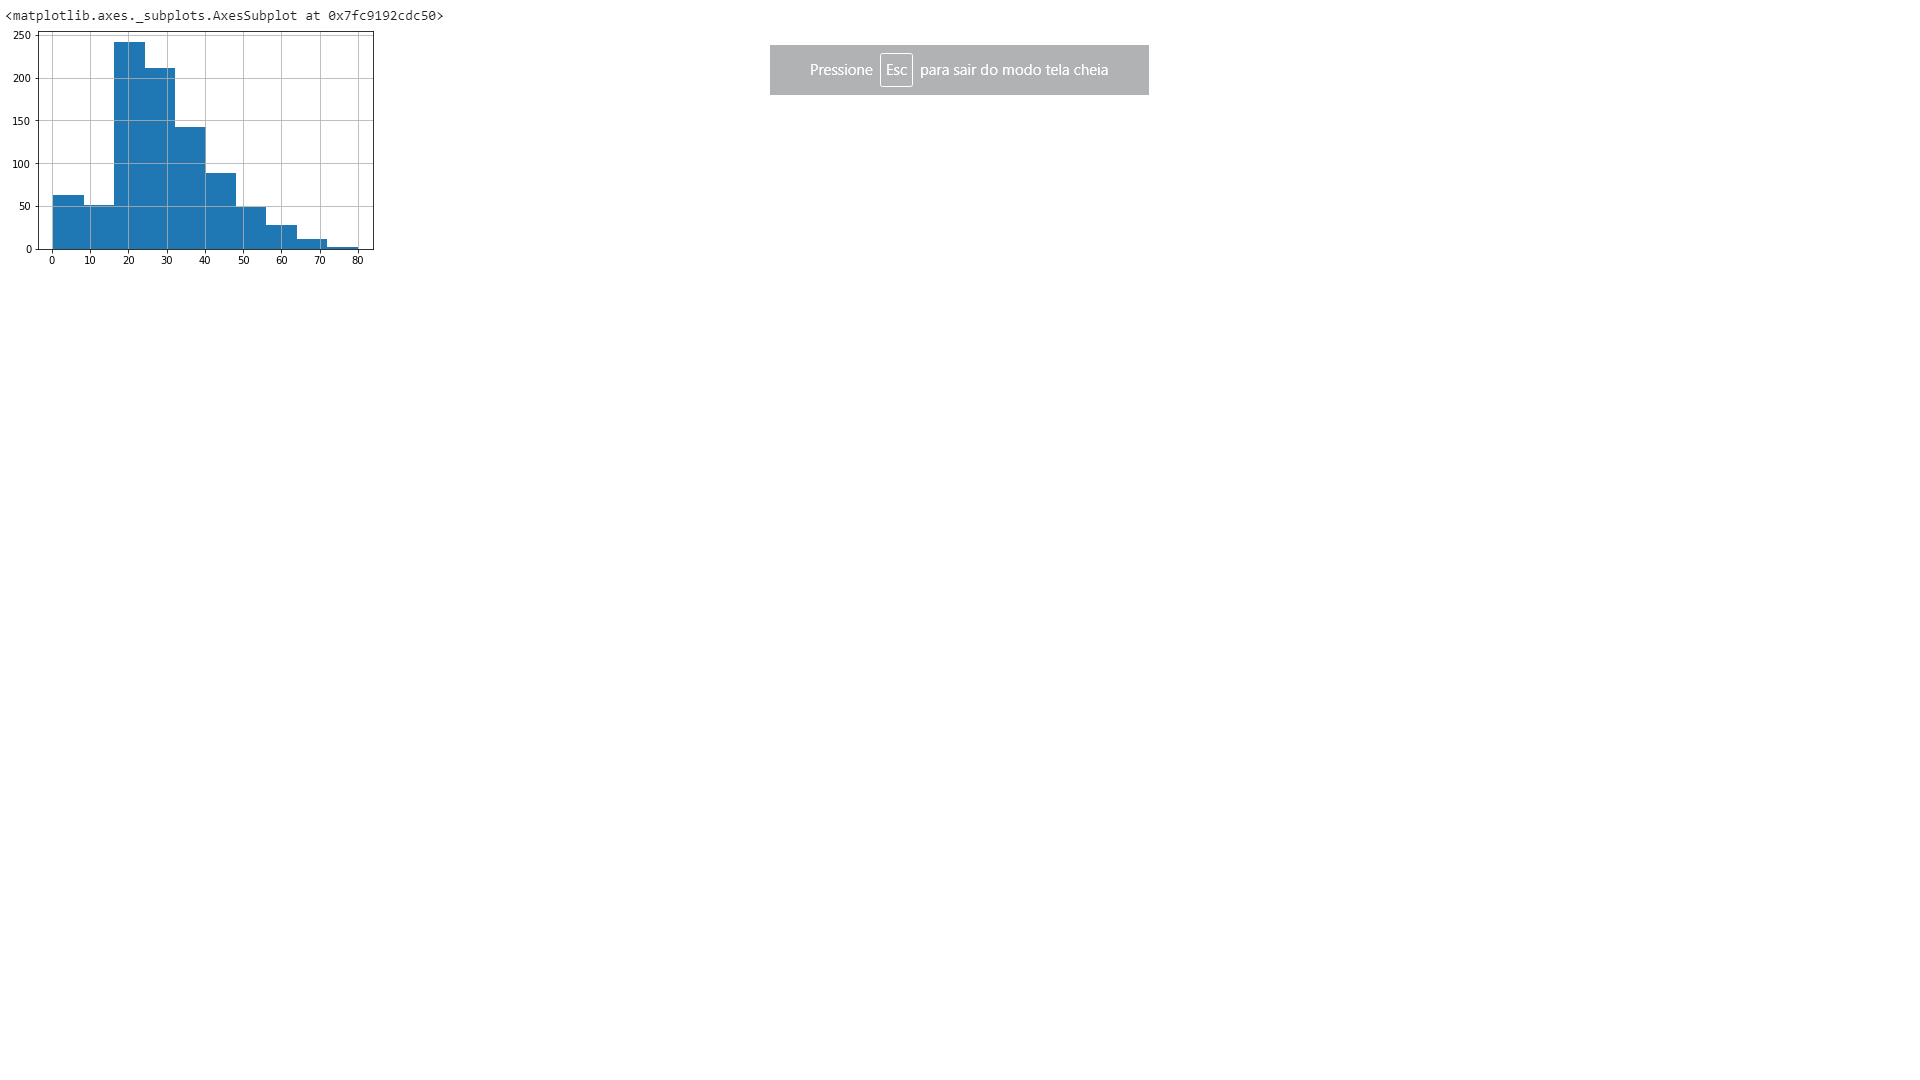 <matplotlib.axes._subplots.AxesSubplot at 0x7fc9192cdc50>
Pressione Esc para sair do modo tela cheia
250
200
150
100
50
0
0 10 20 30 40 50 60 70 80